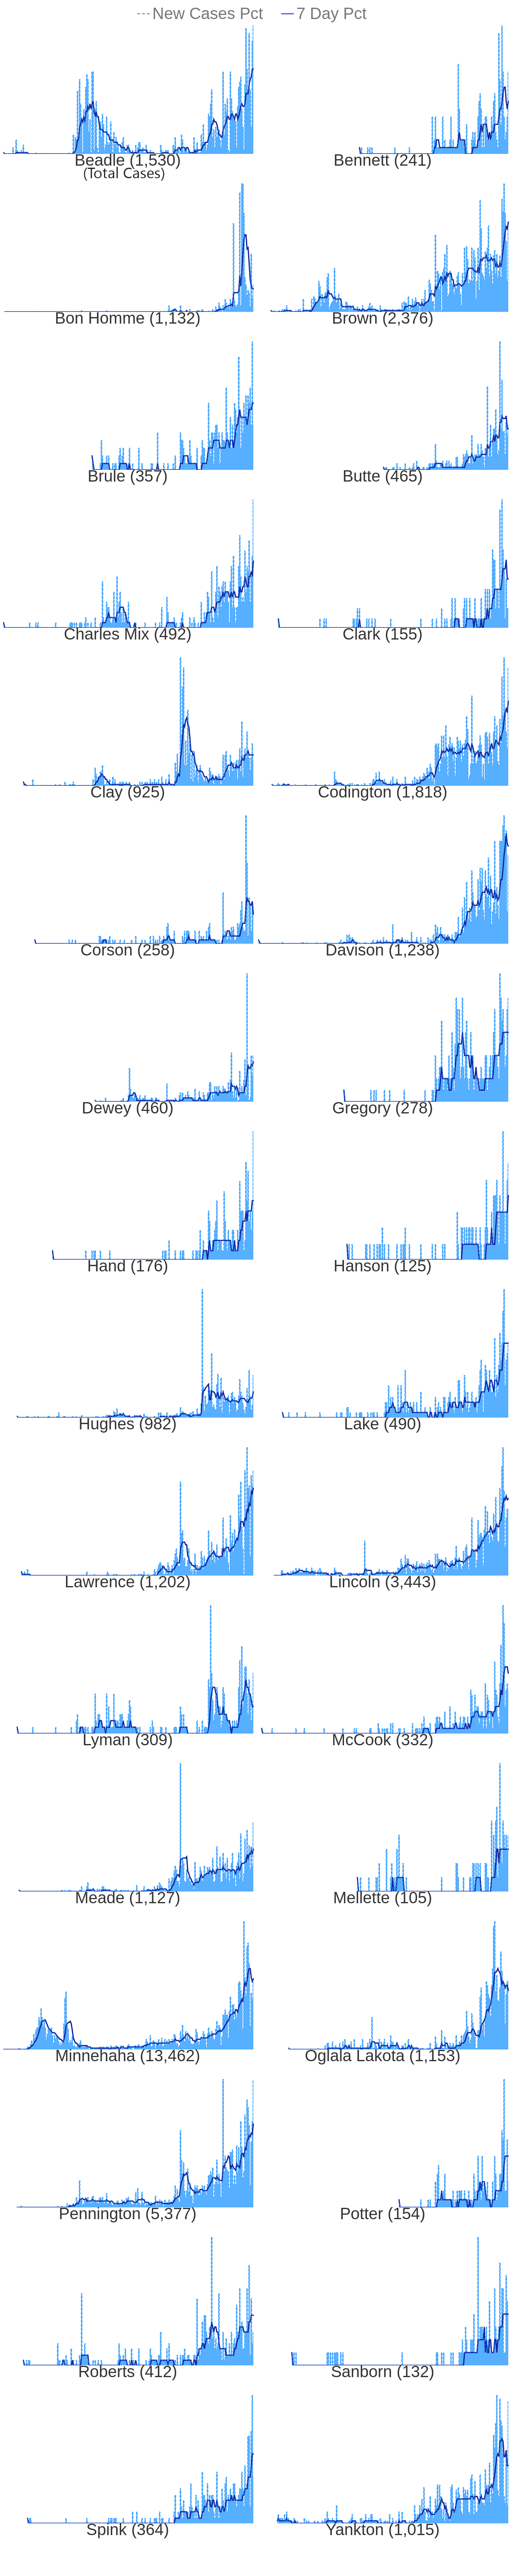 New Cases Pct 7 Day Pct
Beadle (1,530) Bennett (241)
(Total Cases)
Bon Homme (1,132) Brown (2,376)
Brule (357) Butte (465)
Charles Mix (492) Clark (155)
Clay (925) Codington (1,818)
Corson (258) Davison (1,238)
Dewey (460) Gregory (278)
Hand (176) Hanson (125)
Hughes (982) Lake (490)
Lawrence (1,202) Lincoln (3,443)
Lyman (309) McCook (332)
Meade (1,127) Mellette (105)
Minnehaha (13,462) Oglala Lakota (1,153)
Pennington (5,377) Potter (154)
Roberts (412) Sanborn (132)
Spink (364) Yankton (1,015)